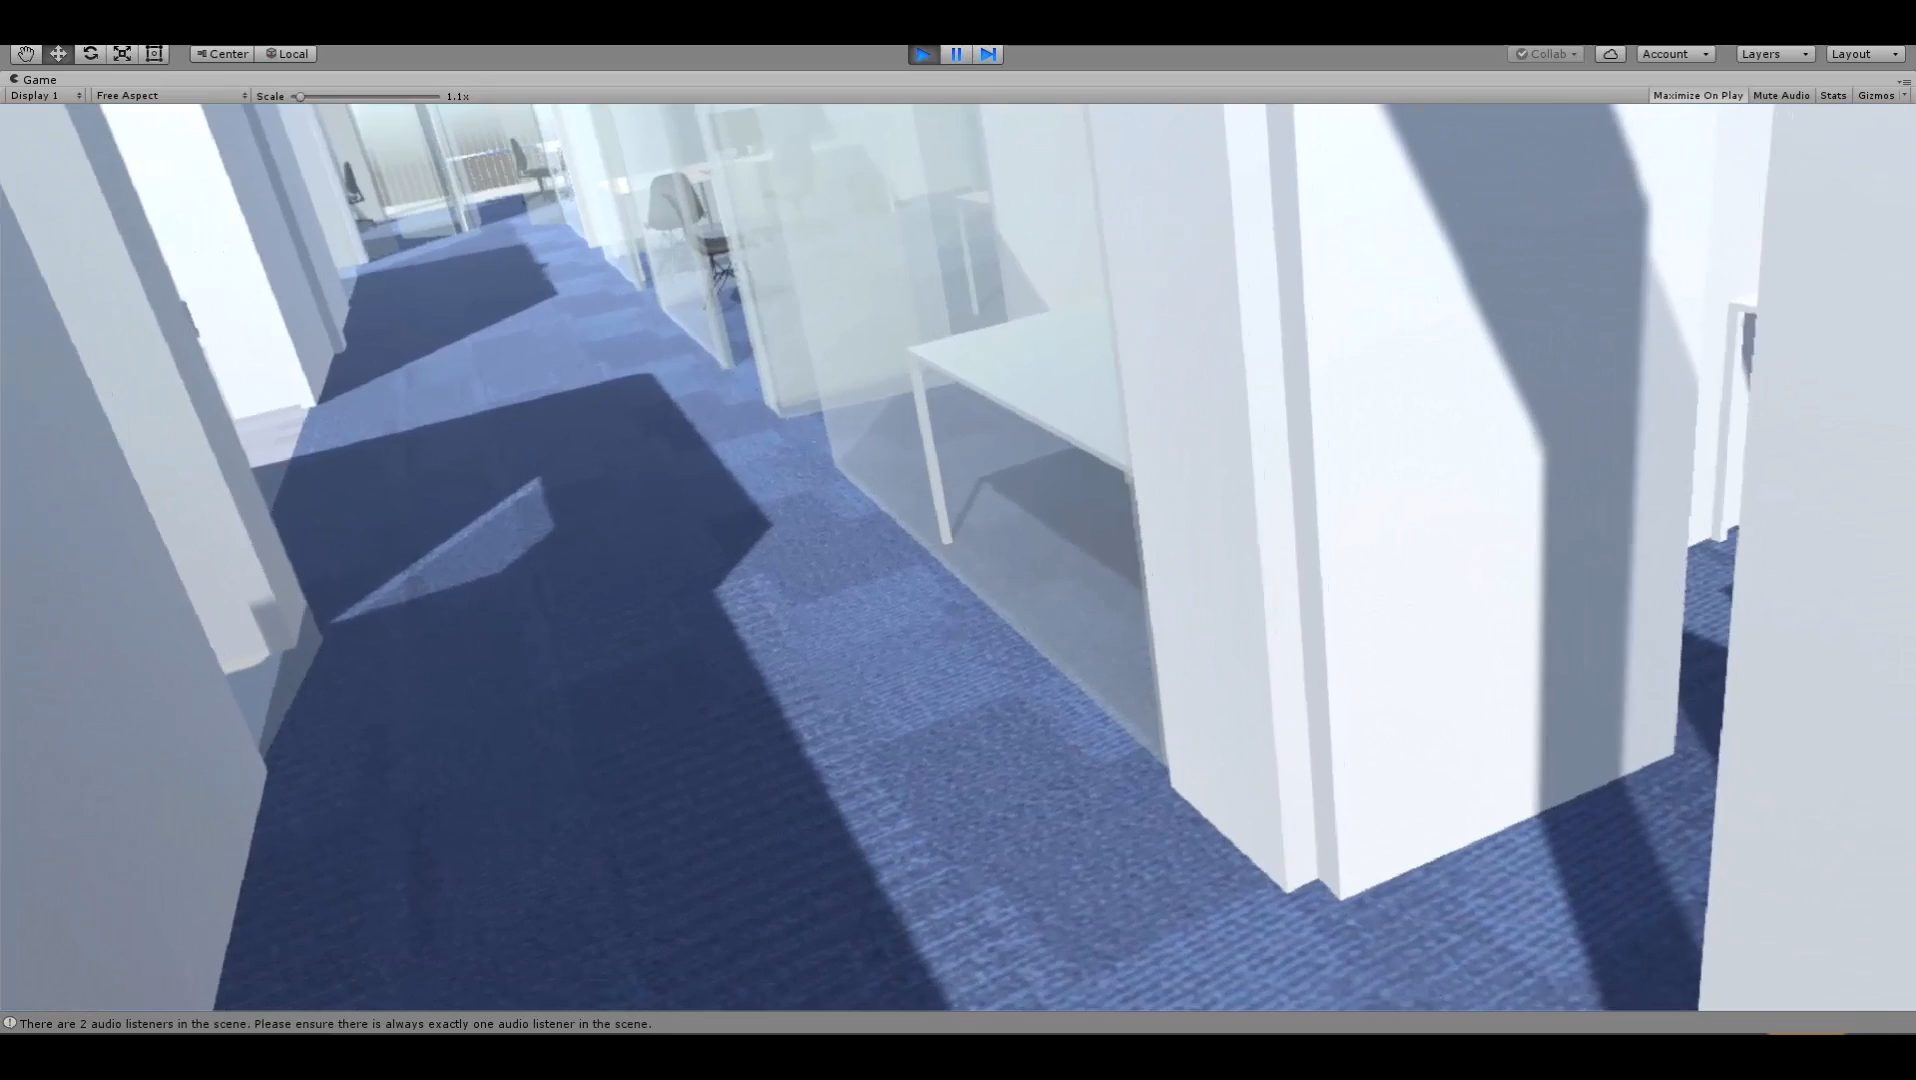 Center Local Collab Account Layers Layout
Game
Display 1 Free Aspect Scale 1.1x Maximize On Play Mute Audio Stats Gizmos
There are 2 audio listeners in the scene. Please ensure there is always exactly one audio listener in the scene.